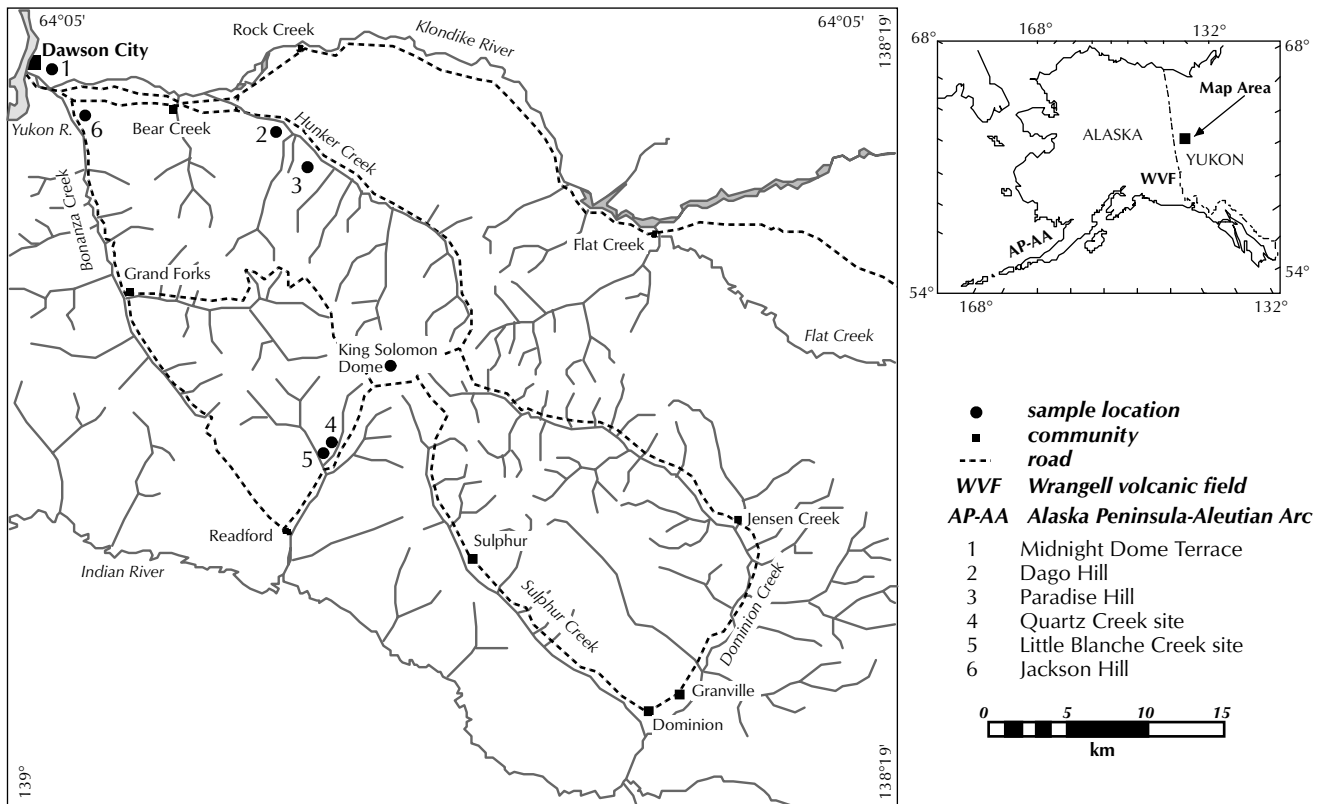 64°05'
64°05'
138°19'
Rock Creek
Klondike River
Dawson City
1
Yukon R.
6
Bear Creek
2
Hunker Creek
3
Bonanza Creek
Flat Creek
Grand Forks
Flat Creek
King Solomon
Dome
4
5
Readford
Indian River
Sulphur
Jensen Creek
Sulphur Creek
Dominion Creek
Granville
Dominion
139°
138°19'
68°
168°
132°
68°
Map Area
ALASKA
YUKON
WVF
AP-AA
54°
54°
168°
132°
sample location
community
road
WVF Wrangell volcanic field
AP-AA Alaska Peninsula-Aleutian Arc
1 Midnight Dome Terrace
2 Dago Hill
3 Paradise Hill
4 Quartz Creek site
5 Little Blanche Creek site
6 Jackson Hill
0 5 10 15
km